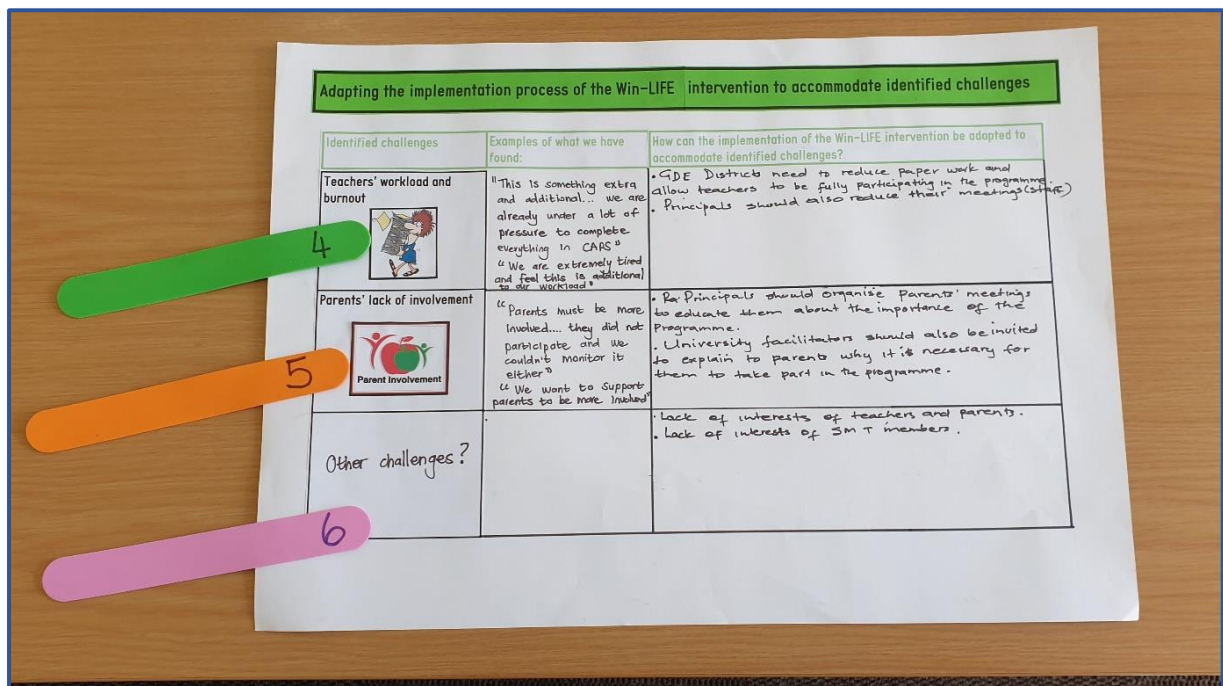 Adapting the implementation process of the Win-LIFE intervention to accommodate identified challenges
Identified challenges
Examples of what we have
found:
How can the implementation of the Win-LIFE intervention be adapted to
accommodate identified challenges?
4
Teachers' workload and
burnout
"This is something extra
and additional... we are
already under a lot of
pressure to complete
everything in CAPS"
"We are extremely tired
and feel this is additional
to our workload"
• GDE Districts need to reduce paper work and
allow teachers to be fully participating in the programme.
• Principals should also reduce their meetings (staff)
5
Parents' lack of involvement
Parent Involvement
"Parents must be more
involved.... they did not
participate and we
couldn't monitor it
either"
"We want to support
parents to be more involved"
• Principals should organise Parents' meetings
to educate them about the importance of the
Programme.
• University facilitators should also be invited
to explain to parents why it is necessary for
them to take part in the programme.
6
Other challenges?
• Lack of interests of teachers and parents.
• Lack of interests of SMT members.